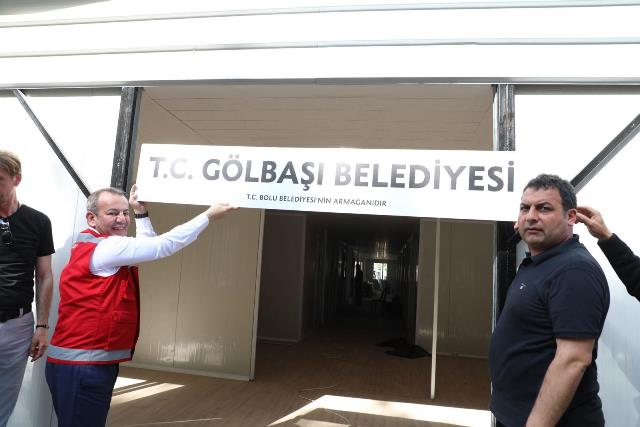 T.C. GÖLBAŞI BELEDİYESİ
T.C. BOLU BELEDİYESİ'NİN ARMAĞANIDIR